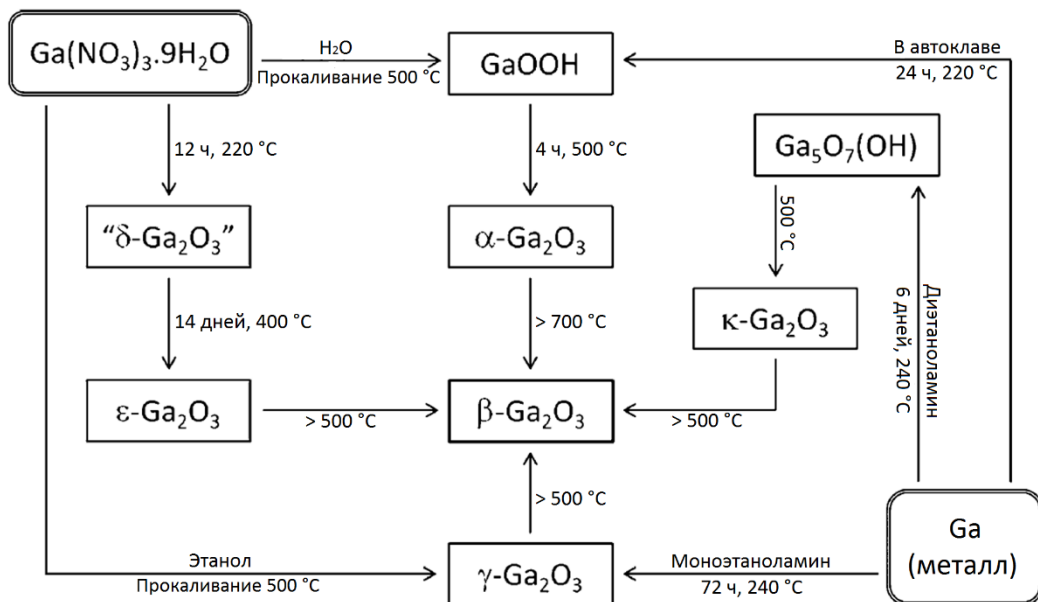 Ga(NO₃)₃.9H₂O
H₂O
Прокаливание 500 °C
GaOOH
В автоклаве
24 ч, 220 °C
12 ч, 220 °C
4 ч, 500 °C
Ga₅O₇(OH)
500 °C
“δ-Ga₂O₃”
α-Ga₂O₃
Диэтаноламин
6 дней, 240 °C
14 дней, 400 °C
> 700 °C
κ-Ga₂O₃
ε-Ga₂O₃
> 500 °C
β-Ga₂O₃
> 500 °C
> 500 °C
Ga
(металл)
Этанол
Прокаливание 500 °C
γ-Ga₂O₃
Моноэтаноламин
72 ч, 240 °C